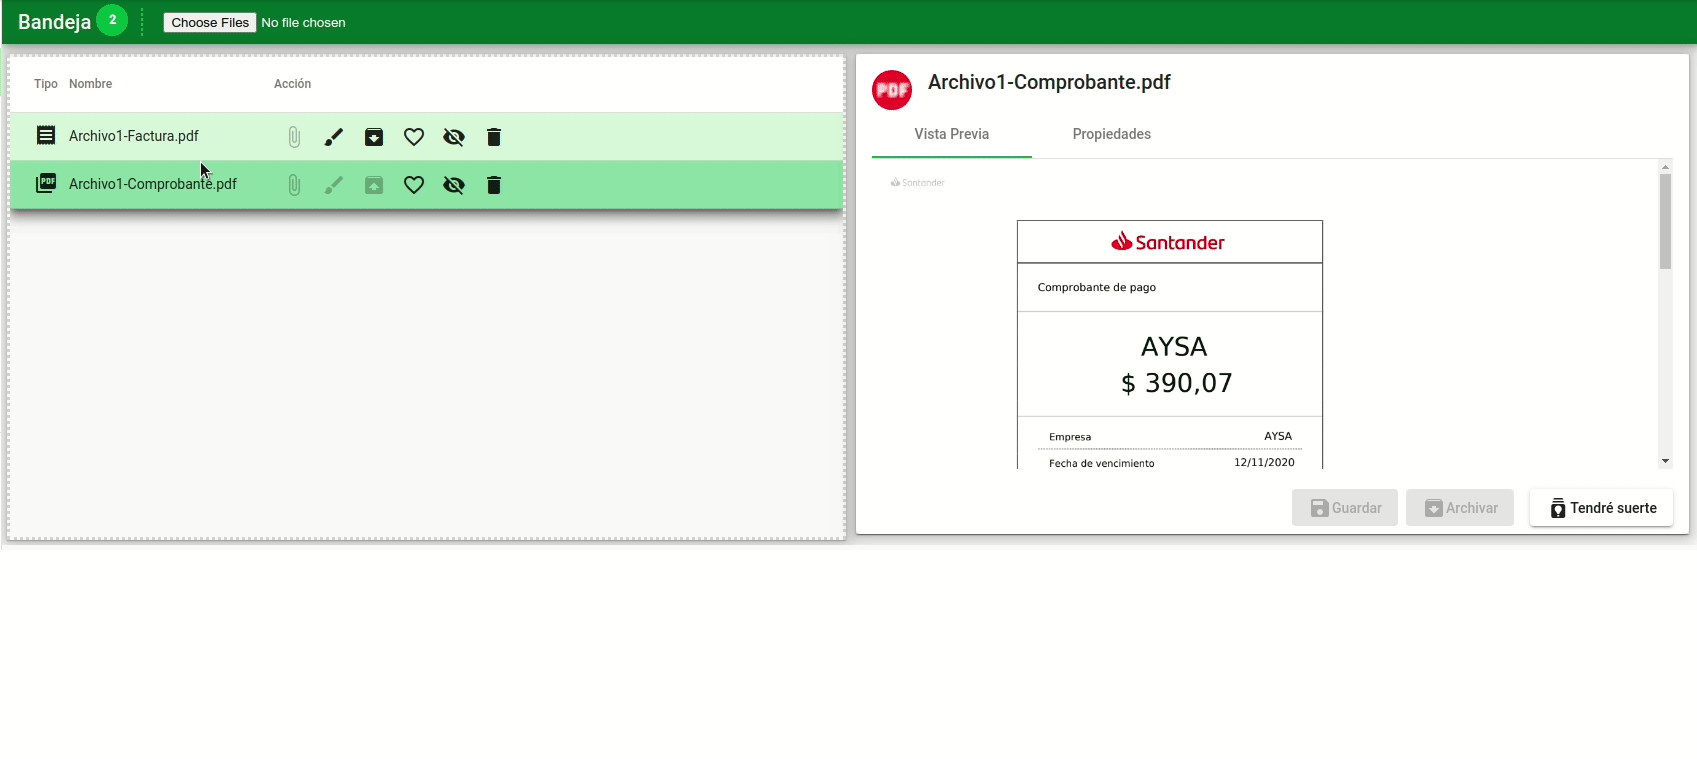 Bandeja 2 Choose Files No file chosen
Tipo Nombre Acción
Archivo1-Factura.pdf
PDF Archivo1-Comprobante.pdf
PDF Archivo1-Comprobante.pdf
Vista Previa Propiedades
Santander
Santander
Comprobante de pago
AYSA
$ 390,07
Empresa AYSA
Fecha de vencimiento 12/11/2020
Guardar Archivar Tendré suerte